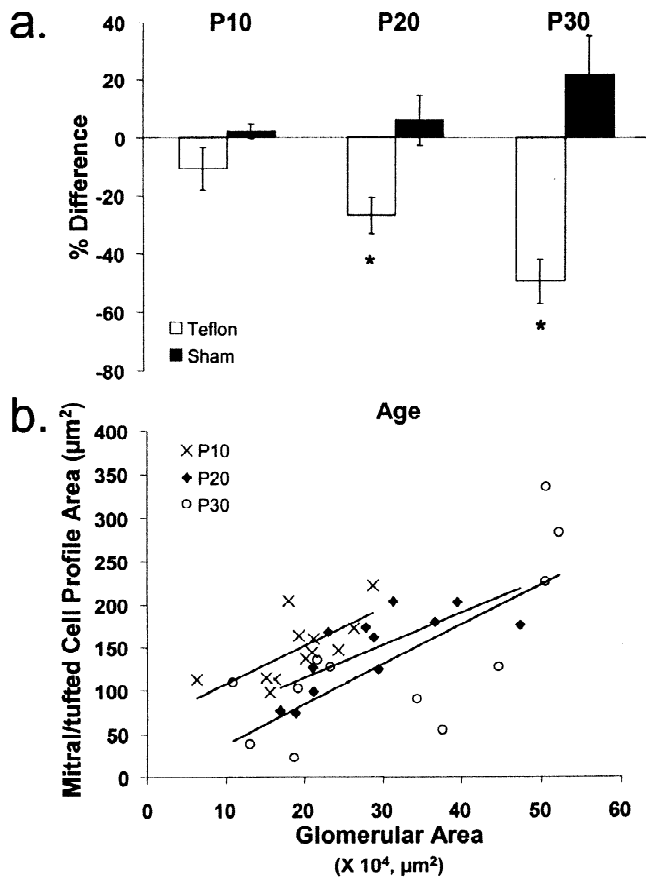 a.
P10 P20 P30
40
20
0
-20
-40
-60
-80
% Difference
* *
Teflon
Sham
b.
Age
Mitral/tufted Cell Profile Area (µm²)
400
350
300
250
200
150
100
50
0
P10
P20
P30
0 10 20 30 40 50 60
Glomerular Area
(X 10⁴, µm²)